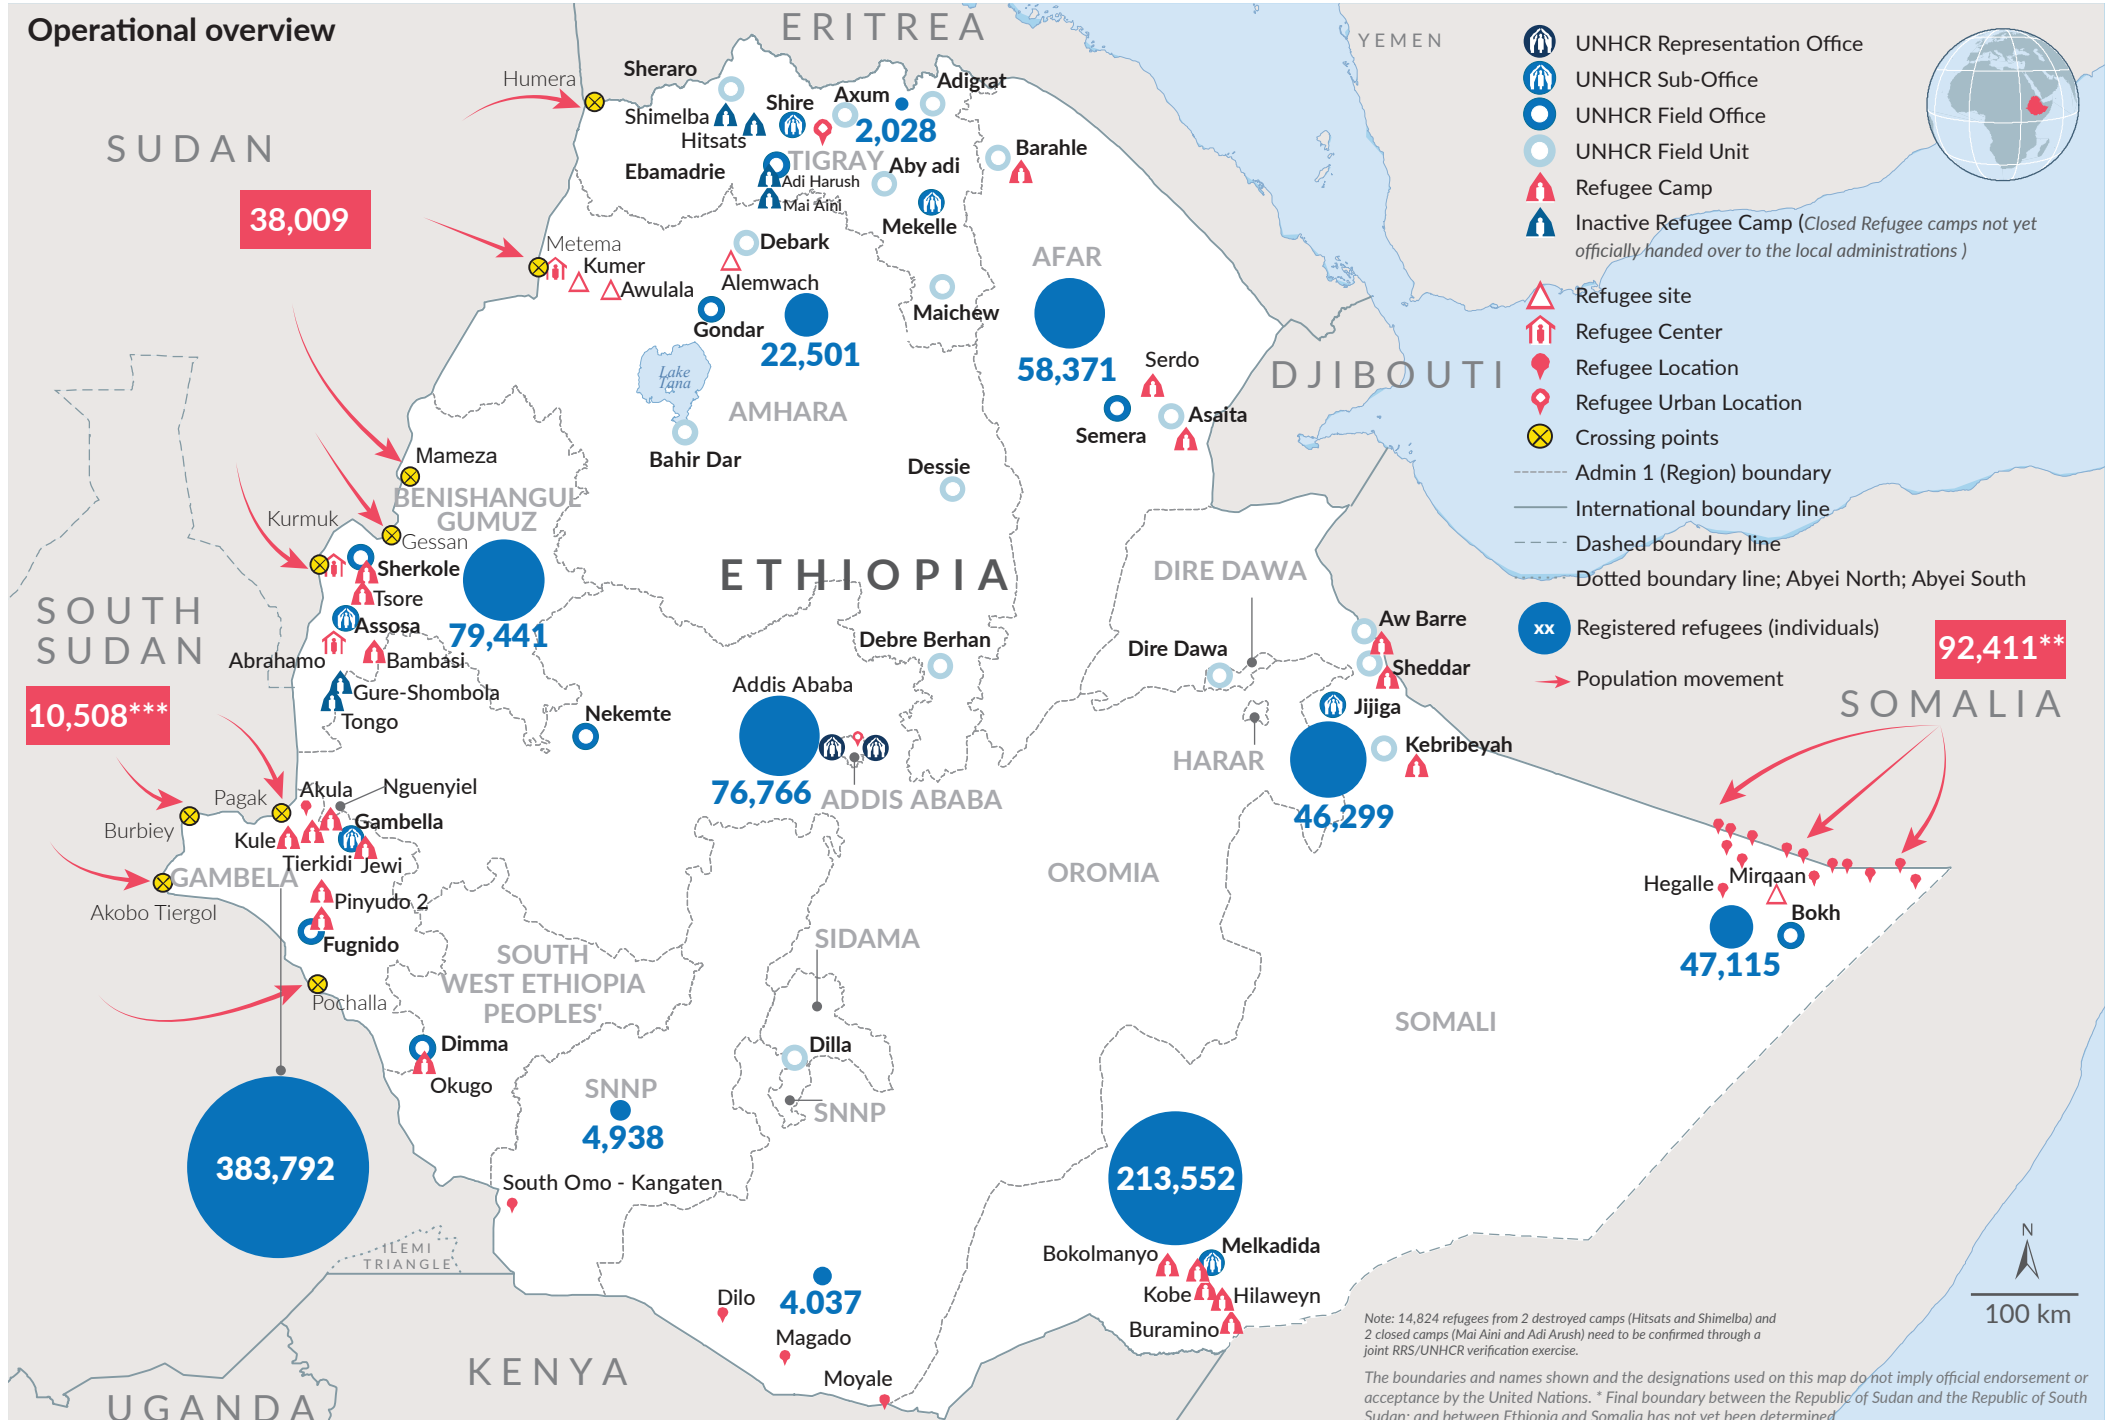 Operational overview
ERITREA
YEMEN
SUDAN
SOUTH
SUDAN
DJIBOUTI
SOMALIA
KENYA
UGANDA
ILEMI
TRIANGLE
ETHIOPIA
UNHCR Representation Office
UNHCR Sub-Office
UNHCR Field Office
UNHCR Field Unit
Refugee Camp
Inactive Refugee Camp (Closed Refugee camps not yet
officially handed over to the local administrations )
Refugee site
Refugee Center
Refugee Location
Refugee Urban Location
Crossing points
Admin 1 (Region) boundary
International boundary line
Dashed boundary line
Dotted boundary line; Abyei North; Abyei South
xx
Registered refugees (individuals)
Population movement
Humera
Sheraro
Shimelba
Hitsats
Shire
Axum
Adigrat
2,028
TIGRAY
Ebamadrie
Adi Harush
Mai Aini
Aby adi
Mekelle
Barahle
38,009
Metema
Kumer
Awulala
Debark
Alemwach
Gondar
22,501
Maichew
AFAR
58,371
Serdo
Semera
Asaita
Lake
Tana
AMHARA
Bahir Dar
Dessie
Mameza
BENISHANGUL
GUMUZ
Kurmuk
Gessan
Sherkole
Tsore
Assosa
79,441
Abrahamo
Bambasi
Gure-Shombola
Tongo
DIRE DAWA
Debre Berhan
Dire Dawa
Aw Barre
Sheddar
92,411**
10,508***
Addis Ababa
Nekemte
76,766
ADDIS ABABA
Jijiga
HARAR
Kebribeyah
46,299
Pagak
Akula
Nguenyiel
Burbiey
Gambella
Kule
Tierkidi
Jewi
GAMBELA
Akobo Tiergol
Pinyudo 2
Fugnido
Pochalla
OROMIA
Hegalle
Mirqaan
Bokh
47,115
SOUTH
WEST ETHIOPIA
PEOPLES'
SIDAMA
SOMALI
Dimma
Okugo
Dilla
SNNP
SNNP
4,938
383,792
213,552
South Omo - Kangaten
Bokolmanyo
Melkadida
Kobe
Hilaweyn
Buramino
Dilo
4.037
Magado
Moyale
N
100 km
Note: 14,824 refugees from 2 destroyed camps (Hitsats and Shimelba) and
2 closed camps (Mai Aini and Adi Arush) need to be confirmed through a
joint RRS/UNHCR verification exercise.
The boundaries and names shown and the designations used on this map do not imply official endorsement or
acceptance by the United Nations. * Final boundary between the Republic of Sudan and the Republic of South
Sudan; and between Ethiopia and Somalia has not yet been determined